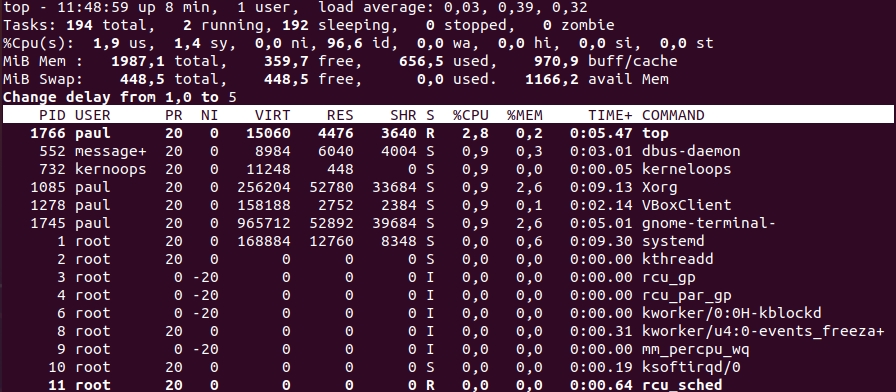 top - 11:48:59 up 8 min,  1 user,  load average: 0,03, 0,39, 0,32
Tasks: 194 total,   2 running, 192 sleeping,   0 stopped,   0 zombie
%Cpu(s):  1,9 us,  1,4 sy,  0,0 ni, 96,6 id,  0,0 wa,  0,0 hi,  0,0 si,  0,0 st
MiB Mem :   1987,1 total,    359,7 free,    656,5 used,    970,9 buff/cache
MiB Swap:    448,5 total,    448,5 free,      0,0 used.   1166,2 avail Mem
Change delay from 1,0 to 5
PID USER      PR  NI    VIRT    RES    SHR S  %CPU  %MEM     TIME+ COMMAND
1766 paul      20   0   15060   4476   3640 R   2,8   0,2   0:05.47 top
552 message+  20   0    8984   6040   4004 S   0,9   0,3   0:03.01 dbus-daemon
732 kernoops  20   0   11248    448      0 S   0,9   0,0   0:00.05 kerneloops
1085 paul      20   0  256204  52780  33684 S   0,9   2,6   0:09.13 Xorg
1278 paul      20   0  158188   2752   2384 S   0,9   0,1   0:02.14 VBoxClient
1745 paul      20   0  965712  52892  39684 S   0,9   2,6   0:05.01 gnome-terminal-
1 root      20   0  168884  12760   8348 S   0,0   0,6   0:09.30 systemd
2 root      20   0       0      0      0 S   0,0   0,0   0:00.00 kthreadd
3 root       0 -20       0      0      0 I   0,0   0,0   0:00.00 rcu_gp
4 root       0 -20       0      0      0 I   0,0   0,0   0:00.00 rcu_par_gp
6 root       0 -20       0      0      0 I   0,0   0,0   0:00.00 kworker/0:0H-kblockd
8 root      20   0       0      0      0 I   0,0   0,0   0:00.31 kworker/u4:0-events_freeza+
9 root       0 -20       0      0      0 I   0,0   0,0   0:00.00 mm_percpu_wq
10 root      20   0       0      0      0 S   0,0   0,0   0:00.19 ksoftirqd/0
11 root      20   0       0      0      0 R   0,0   0,0   0:00.64 rcu_sched